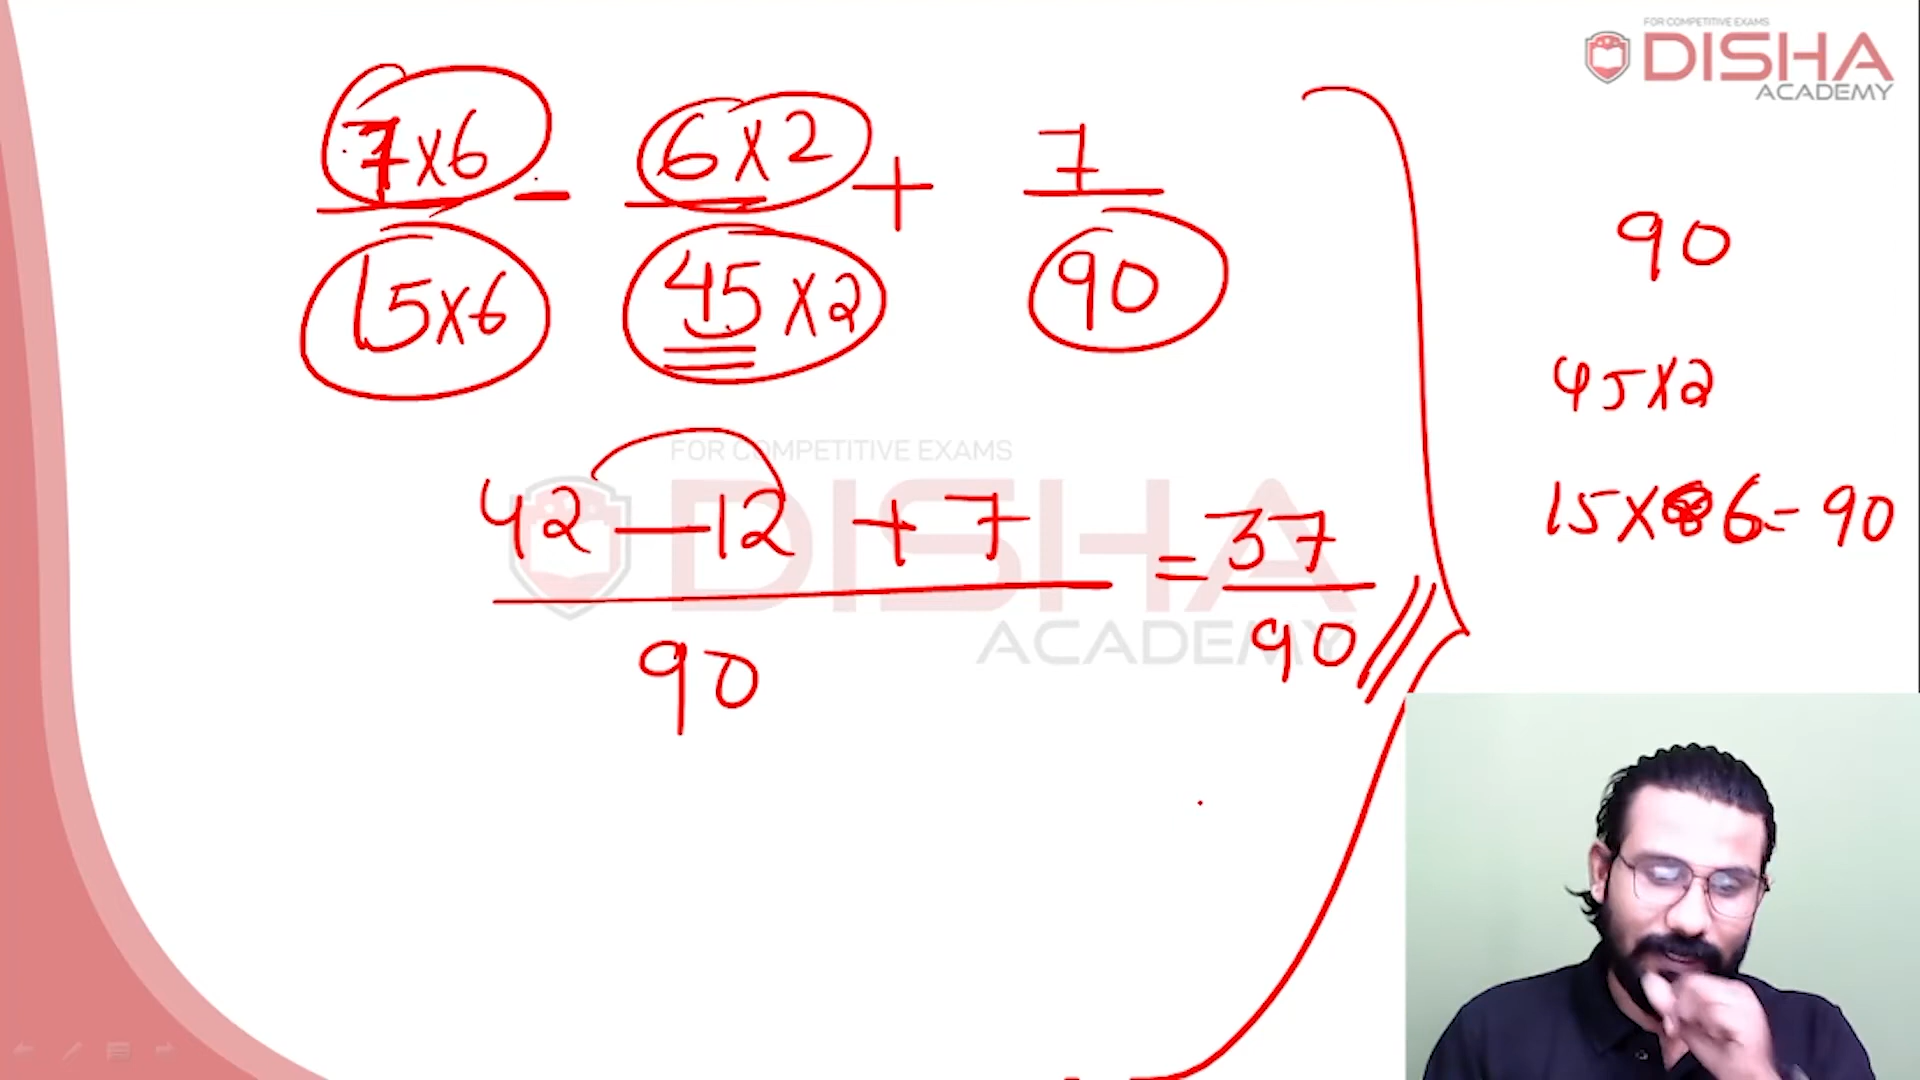 FOR COMPETITIVE EXAMS
DISHA
ACADEMY
7x6 - 6x2 + 7
15x6 45x2 90
90
45x2
15x6=90
FOR COMPETITIVE EXAMS
DISHA
ACADEMY
42-12+7 = 37
90 90